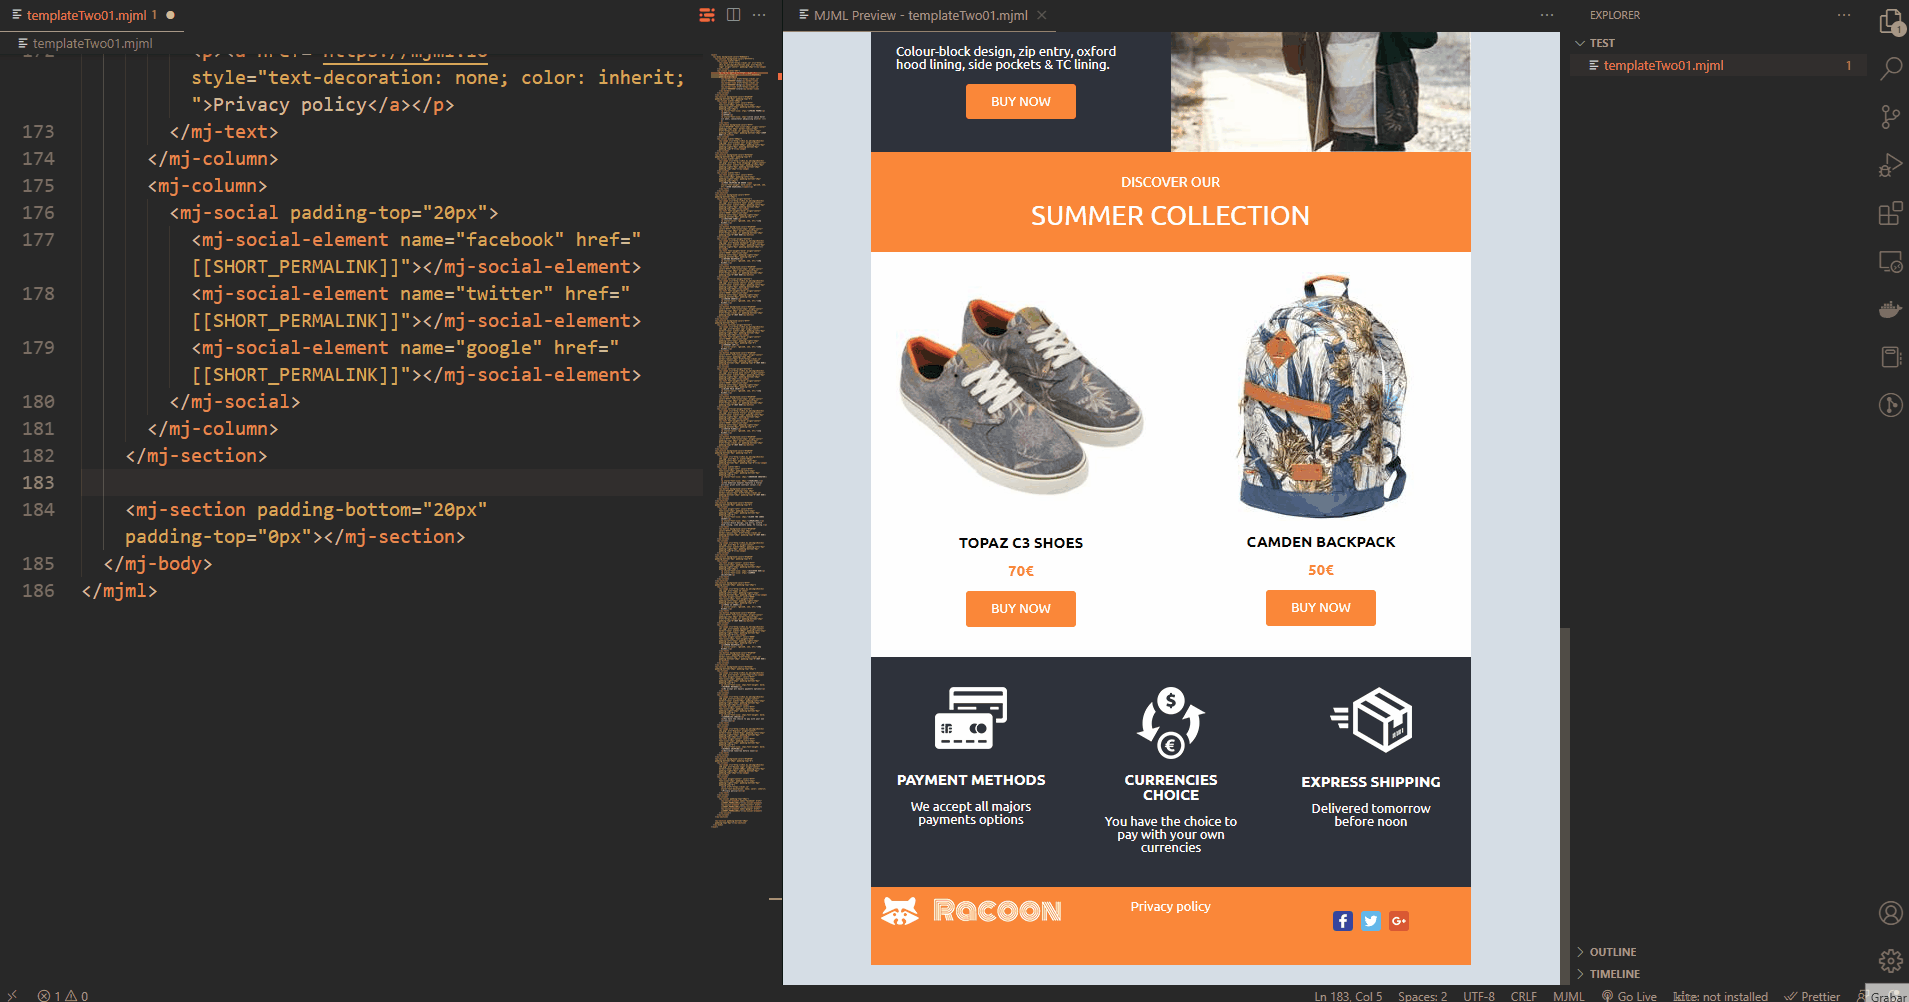 templateTwo01.mjml 1
templateTwo01.mjml
style="text-decoration: none; color: inherit;
">Privacy policy</a></p>
173 </mj-text>
174 </mj-column>
175 <mj-column>
176 <mj-social padding-top="20px">
177 <mj-social-element name="facebook" href="
[[SHORT_PERMALINK]]"></mj-social-element>
178 <mj-social-element name="twitter" href="
[[SHORT_PERMALINK]]"></mj-social-element>
179 <mj-social-element name="google" href="
[[SHORT_PERMALINK]]"></mj-social-element>
180 </mj-social>
181 </mj-column>
182 </mj-section>
183
184 <mj-section padding-bottom="20px"
padding-top="0px"></mj-section>
185 </mj-body>
186 </mjml>
MJML Preview - templateTwo01.mjml
Colour-block design, zip entry, oxford
hood lining, side pockets & TC lining.
BUY NOW
DISCOVER OUR
SUMMER COLLECTION
TOPAZ C3 SHOES
70€
BUY NOW
CAMDEN BACKPACK
50€
BUY NOW
PAYMENT METHODS
We accept all majors
payments options
CURRENCIES
CHOICE
You have the choice to
pay with your own
currencies
EXPRESS SHIPPING
Delivered tomorrow
before noon
Racoon
Privacy policy
EXPLORER
TEST
templateTwo01.mjml 1
OUTLINE
TIMELINE
1
1 0
Ln 183, Col 5
Spaces: 2
UTF-8
CRLF
MJML
Go Live
kite: not installed
Prettier
Grabar